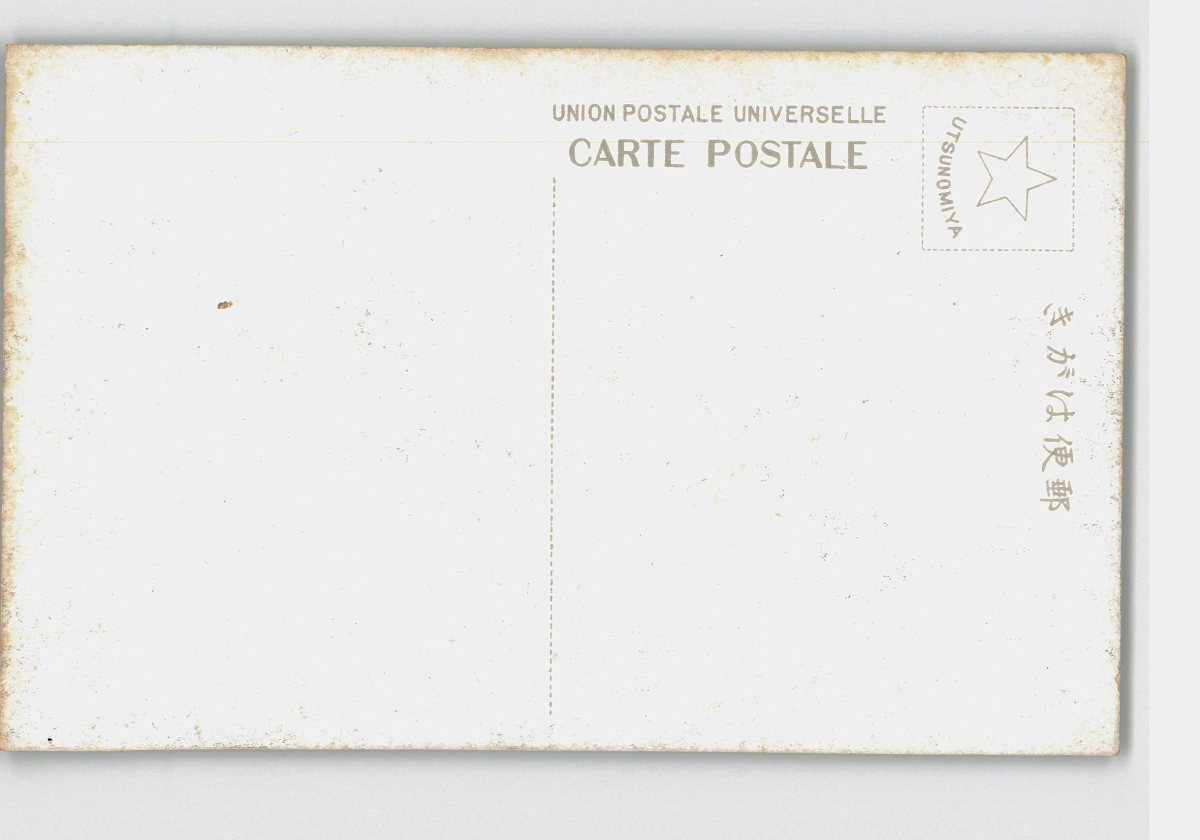 UNION POSTALE UNIVERSELLE
CARTE POSTALE
UTSUNOMIYA
きがは便郵